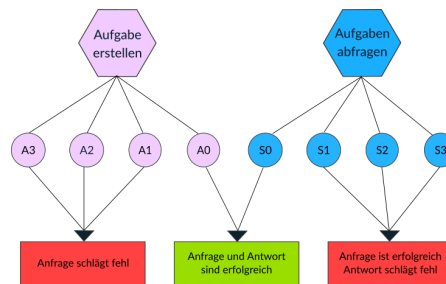 Aufgabe
erstellen
Aufgaben
abfragen
A3
A2
A1
A0
S0
S1
S2
S3
Anfrage schlägt fehl
Anfrage und Antwort
sind erfolgreich
Anfrage ist erfolgreich
Antwort schlägt fehl